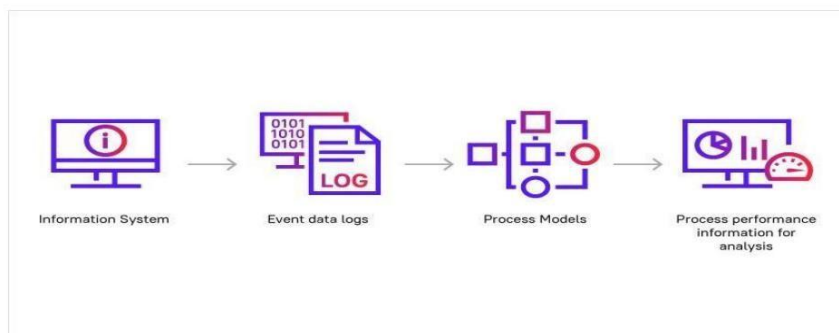 0101
1010
0101
LOG
Information System
Event data logs
Process Models
Process performance
information for
analysis